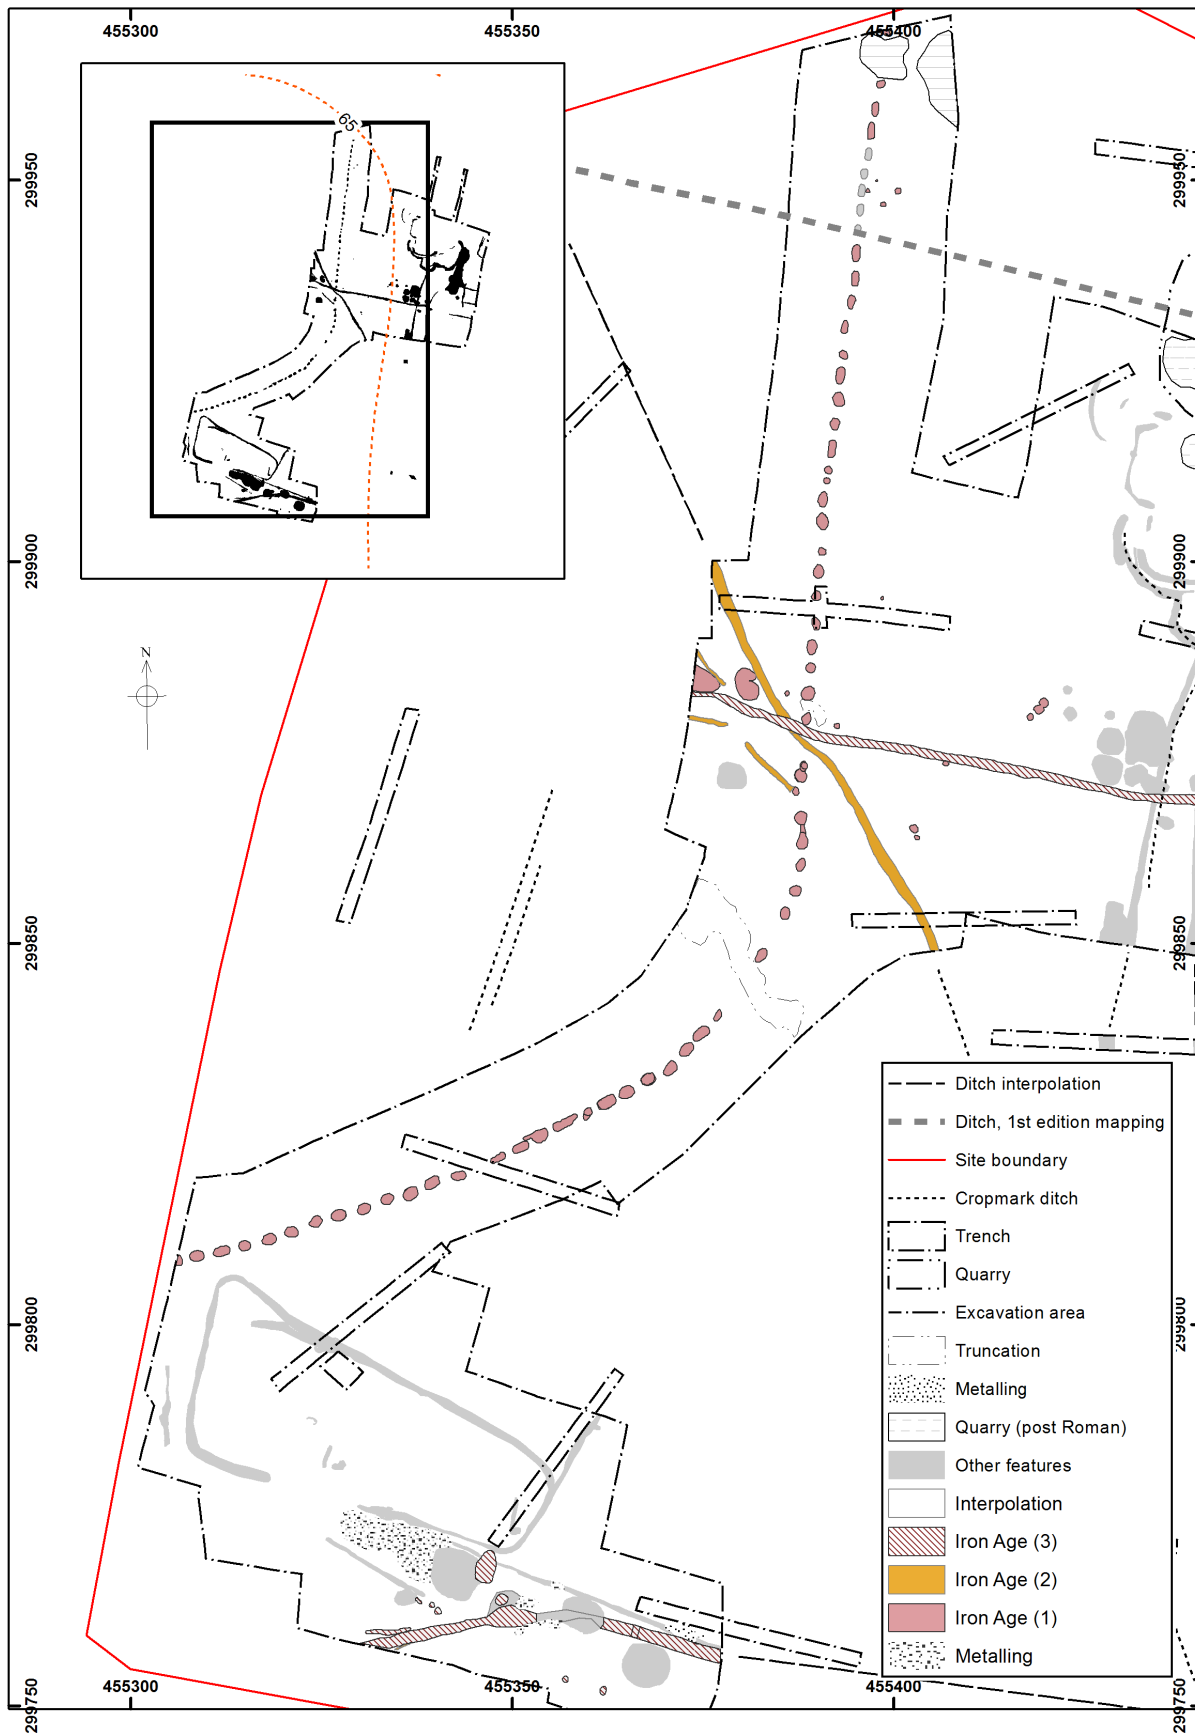 455300
455350
455400
65
299950
299950
299900
299900
N
299850
299850
Ditch interpolation
Ditch, 1st edition mapping
Site boundary
Cropmark ditch
Trench
Quarry
Excavation area
Truncation
Metalling
Quarry (post Roman)
Other features
Interpolation
Iron Age (3)
Iron Age (2)
Iron Age (1)
Metalling
299800
299800
299750
299750
455300
455350
455400